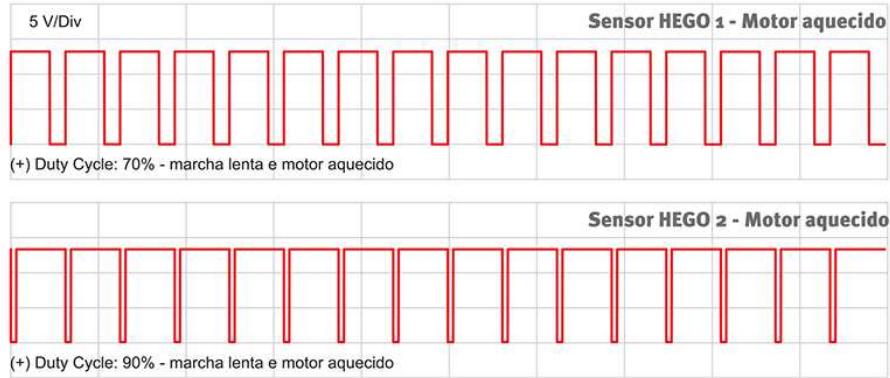 5 V/Div
Sensor HEGO 1 - Motor aquecido
(+) Duty Cycle: 70% - marcha lenta e motor aquecido
Sensor HEGO 2 - Motor aquecido
(+) Duty Cycle: 90% - marcha lenta e motor aquecido